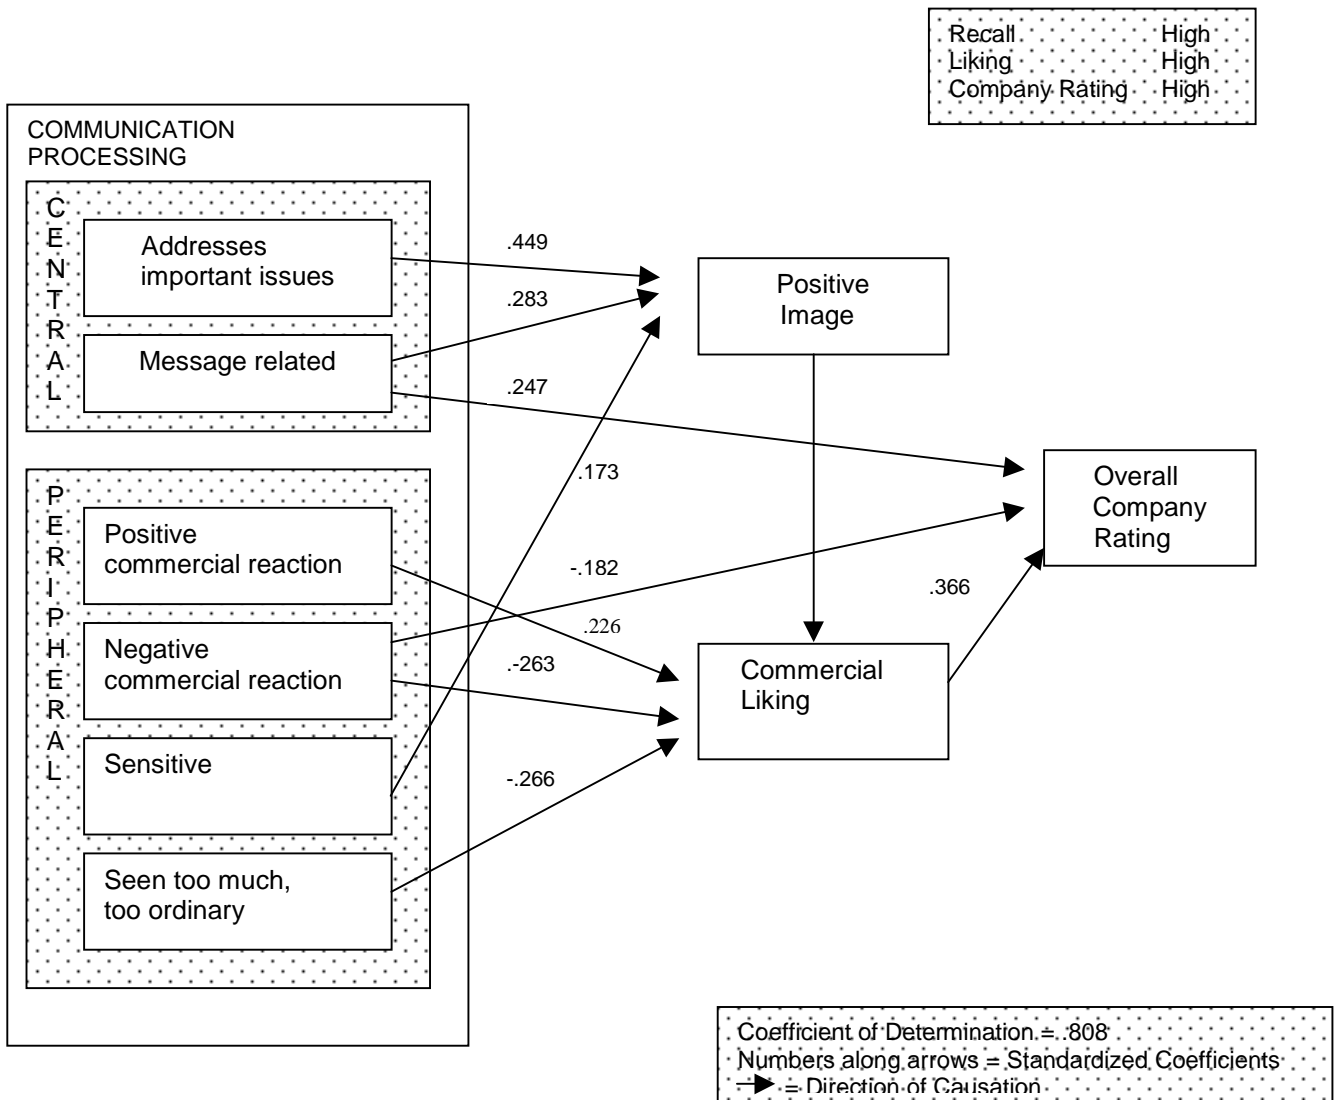 Recall High
Liking High
Company Rating High
COMMUNICATION
PROCESSING
CENTRAL
Addresses
important issues
Message related
PERIPHERAL
Positive
commercial reaction
Negative
commercial reaction
Sensitive
Seen too much,
too ordinary
.449
.283
.247
.173
-.182
.226
.-263
-.266
Positive
Image
Commercial
Liking
.366
Overall
Company
Rating
Coefficient of Determination = .808
Numbers along arrows = Standardized Coefficients
= Direction of Causation